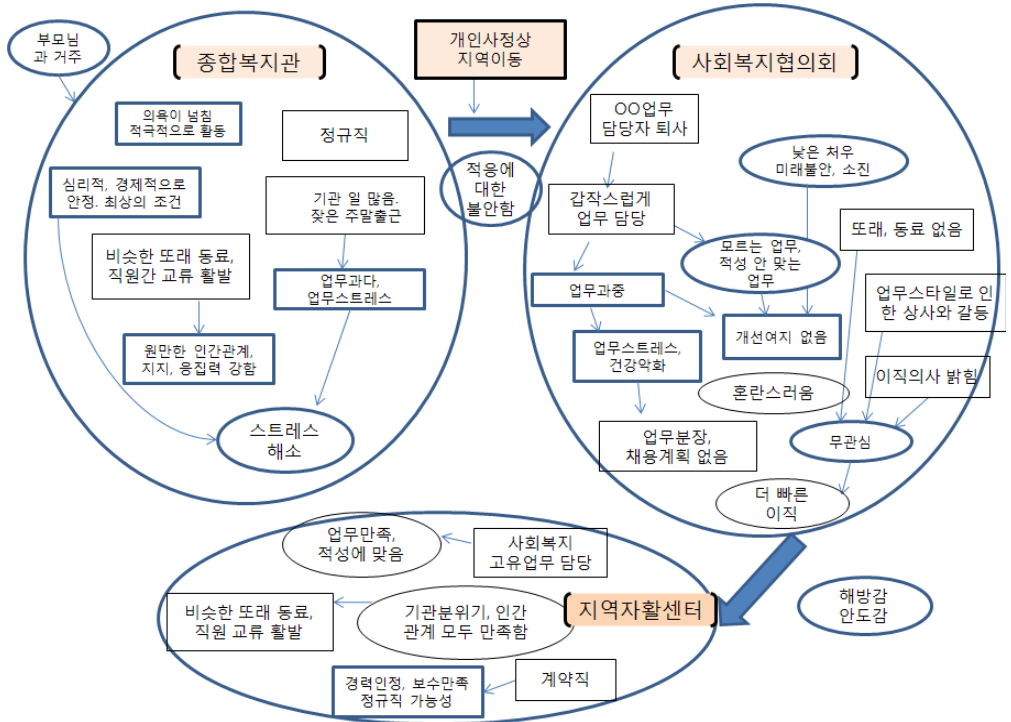 부모님
과 거주
[ 종합복지관 ]
의욕이 넘침
적극적으로 활동
정규직
심리적, 경제적으로
안정. 최상의 조건
기관 일 많음.
잦은 주말출근
비슷한 또래 동료,
직원간 교류 활발
업무과다,
업무스트레스
원만한 인간관계,
지지, 응집력 강함
스트레스
해소
개인사정상
지역이동
적응에
대한
불안함
[ 사회복지협의회 ]
OO업무
담당자 퇴사
낮은 처우
미래불안, 소진
갑작스럽게
업무 담당
모르는 업무,
적성 안 맞는
업무
또래, 동료 없음
업무과중
업무스타일로 인
한 상사와 갈등
개선여지 없음
업무스트레스,
건강악화
혼란스러움
이직의사 밝힘
업무분장,
채용계획 없음
무관심
더 빠른
이직
해방감
안도감
[ 지역자활센터 ]
업무만족,
적성에 맞음
사회복지
고유업무 담당
비슷한 또래 동료,
직원 교류 활발
기관분위기, 인간
관계 모두 만족함
경력인정, 보수만족
정규직 가능성
계약직